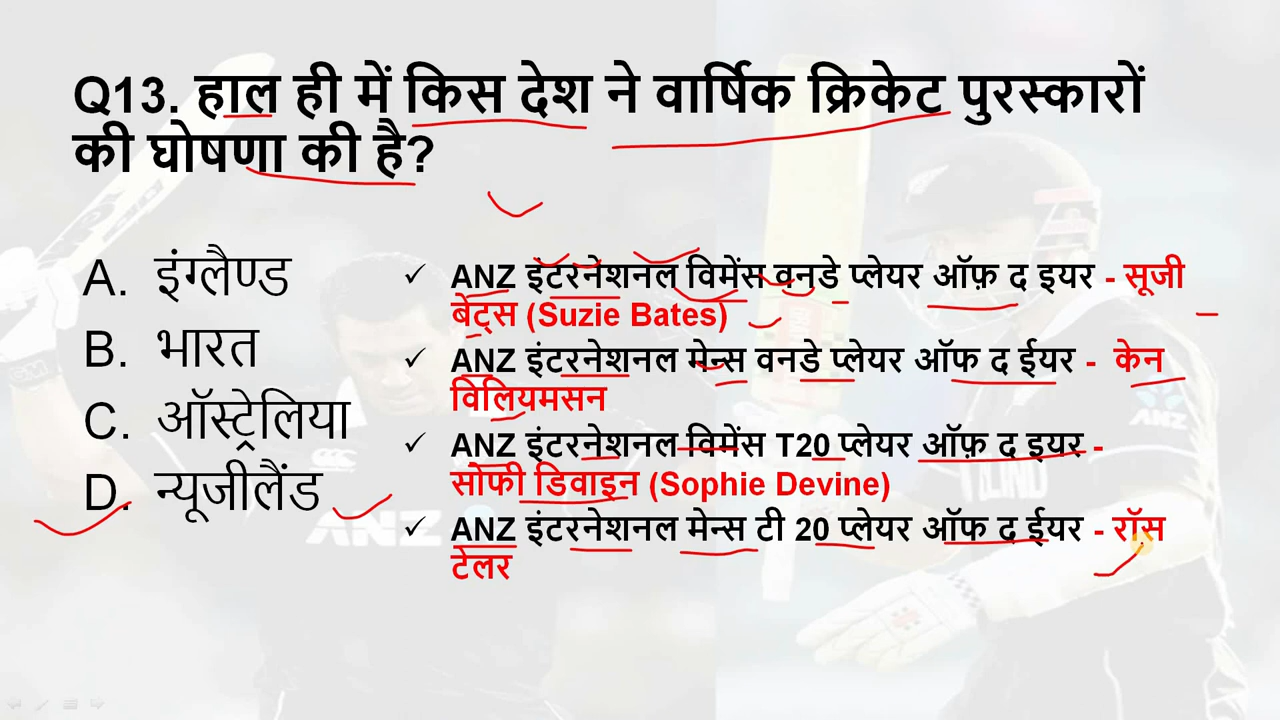 Q13. हाल ही में किस देश ने वार्षिक क्रिकेट पुरस्कारों
की घोषणा की है?
A. इंग्लैण्ड
B. भारत
C. ऑस्ट्रेलिया
D. न्यूजीलैंड
✓ ANZ इंटरनेशनल विमेंस वनडे प्लेयर ऑफ़ द इयर - सूजी
बेट्स (Suzie Bates)
✓ ANZ इंटरनेशनल मेन्स वनडे प्लेयर ऑफ द ईयर - केन
विलियमसन
✓ ANZ इंटरनेशनल विमेंस T20 प्लेयर ऑफ़ द इयर -
सोफी डिवाइन (Sophie Devine)
✓ ANZ इंटरनेशनल मेन्स टी 20 प्लेयर ऑफ द ईयर - रॉस
टेलर
ANZ
ANZ